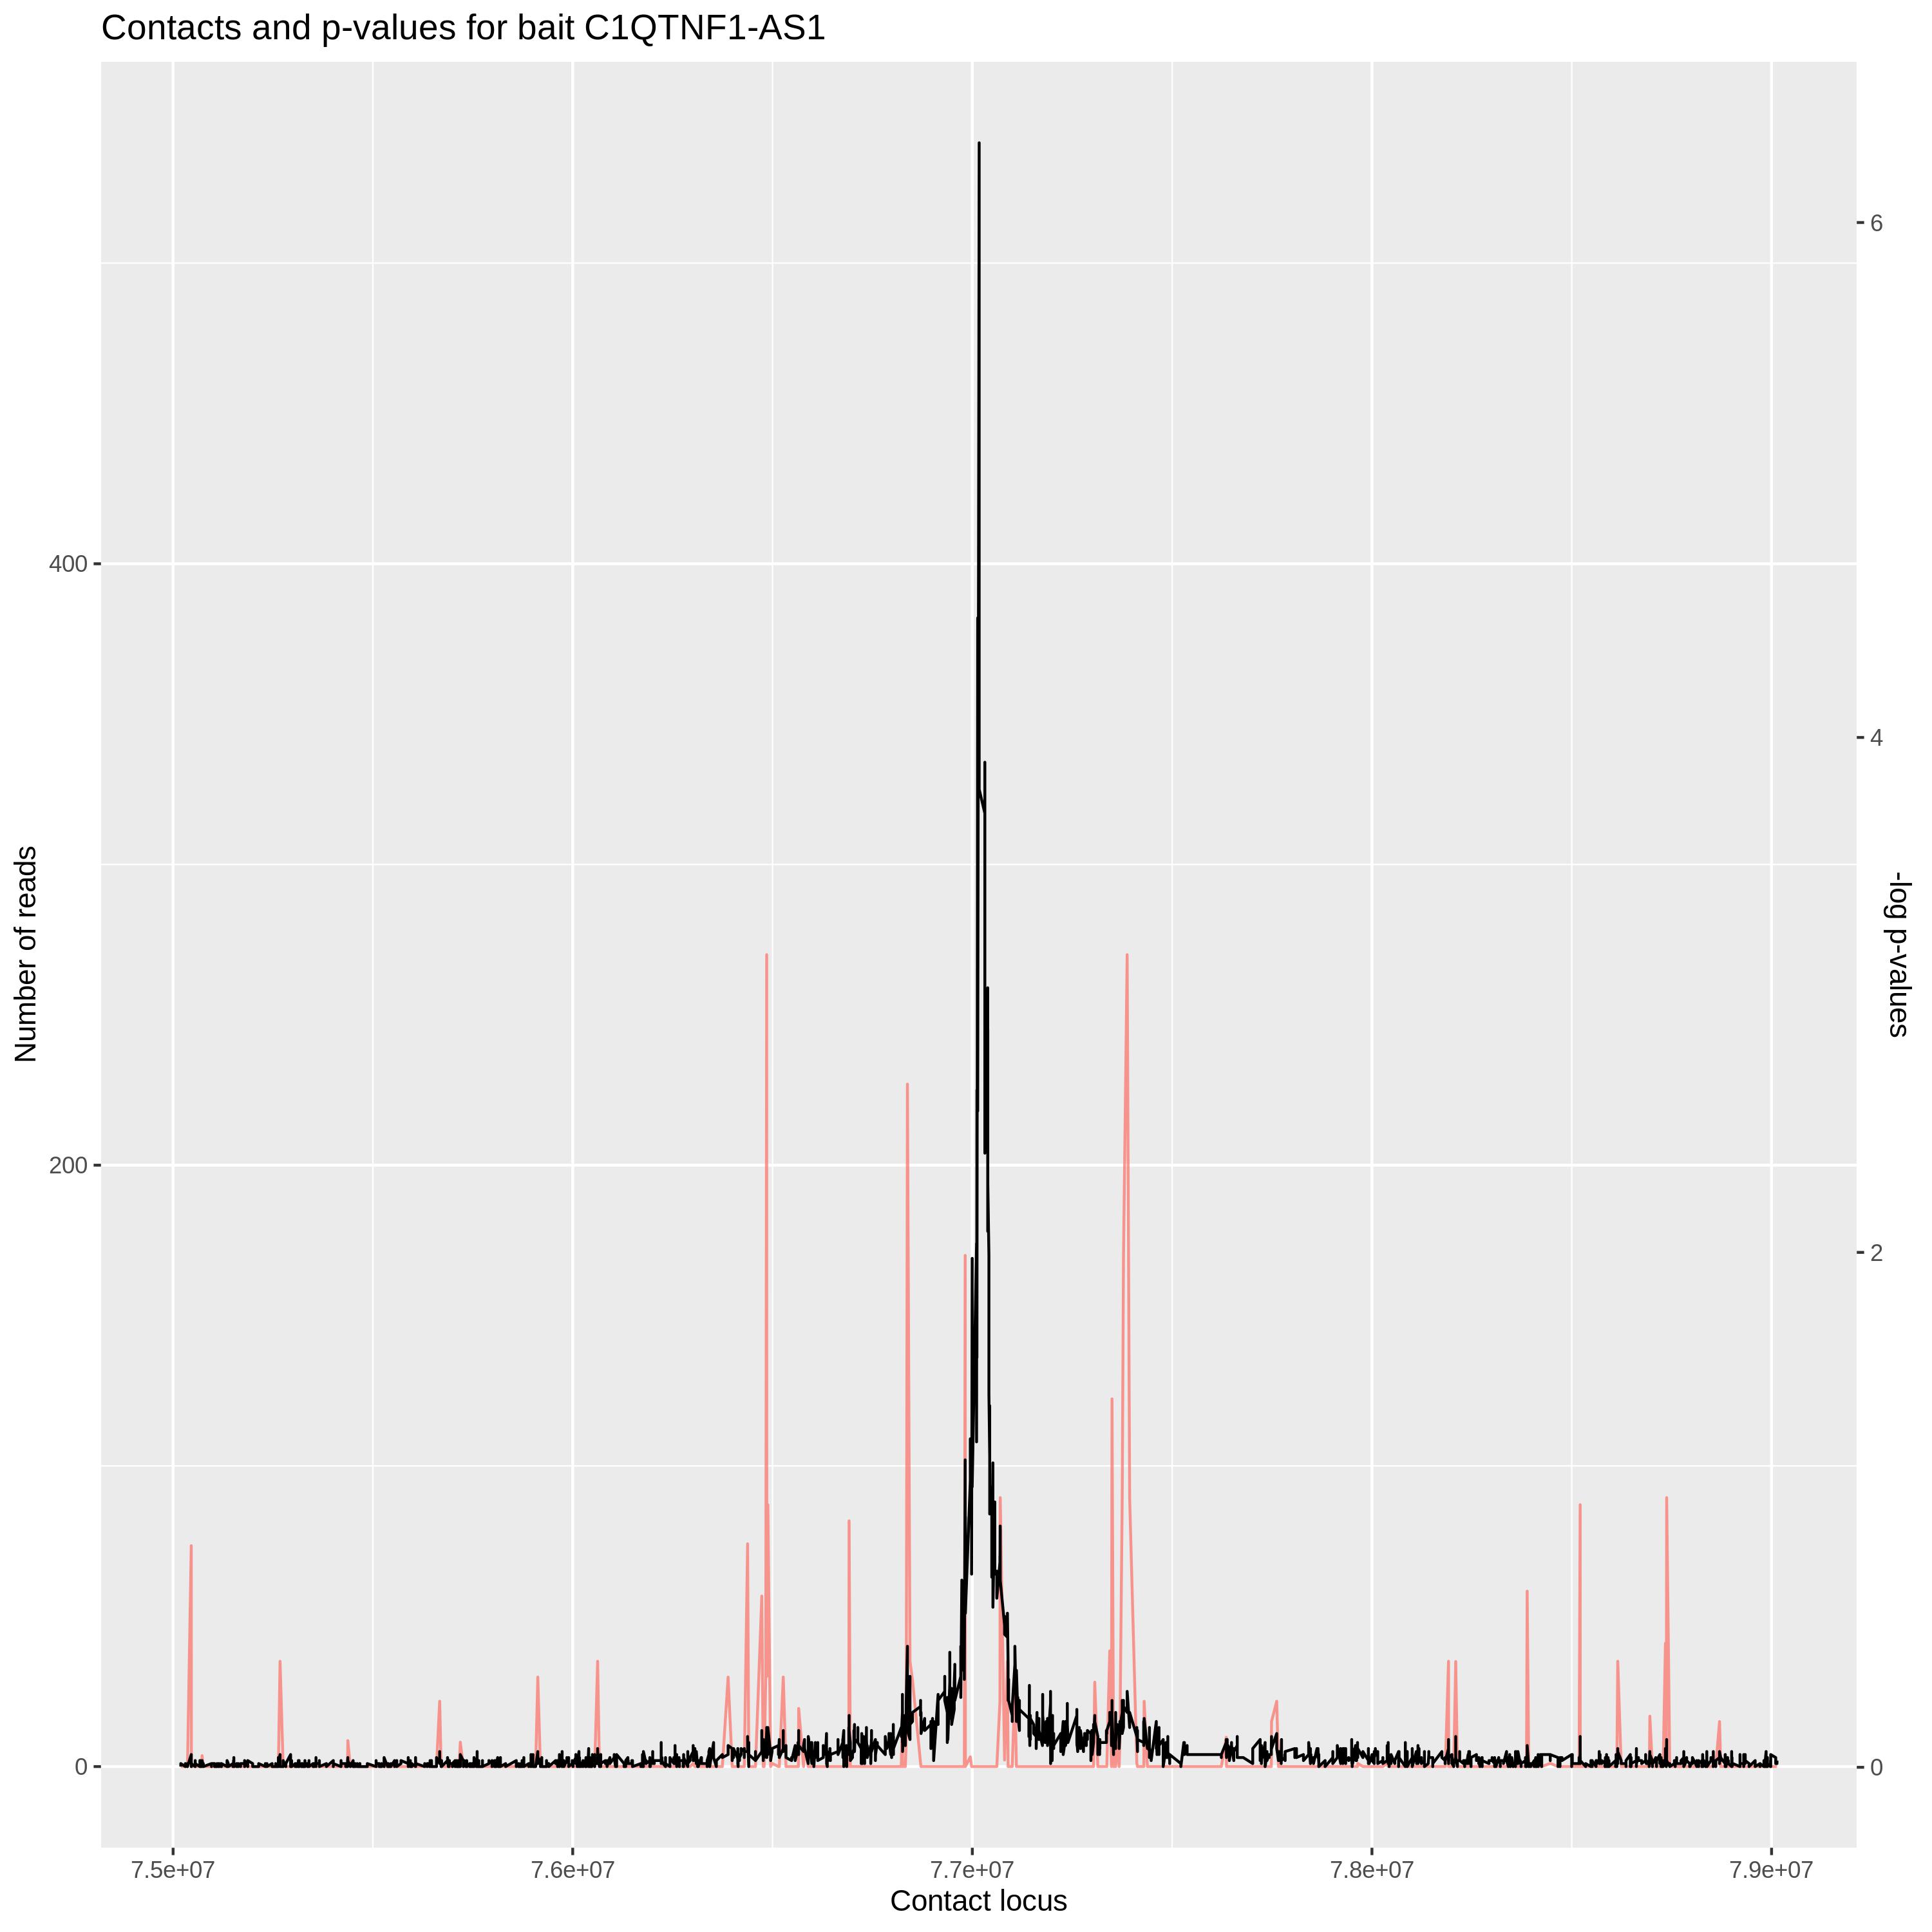 Contacts and p-values for bait C1QTNF1-AS1
6
400
4
Number of reads
-log p-values
200
2
0
0
7.5e+07
7.6e+07
7.7e+07
7.8e+07
7.9e+07
Contact locus